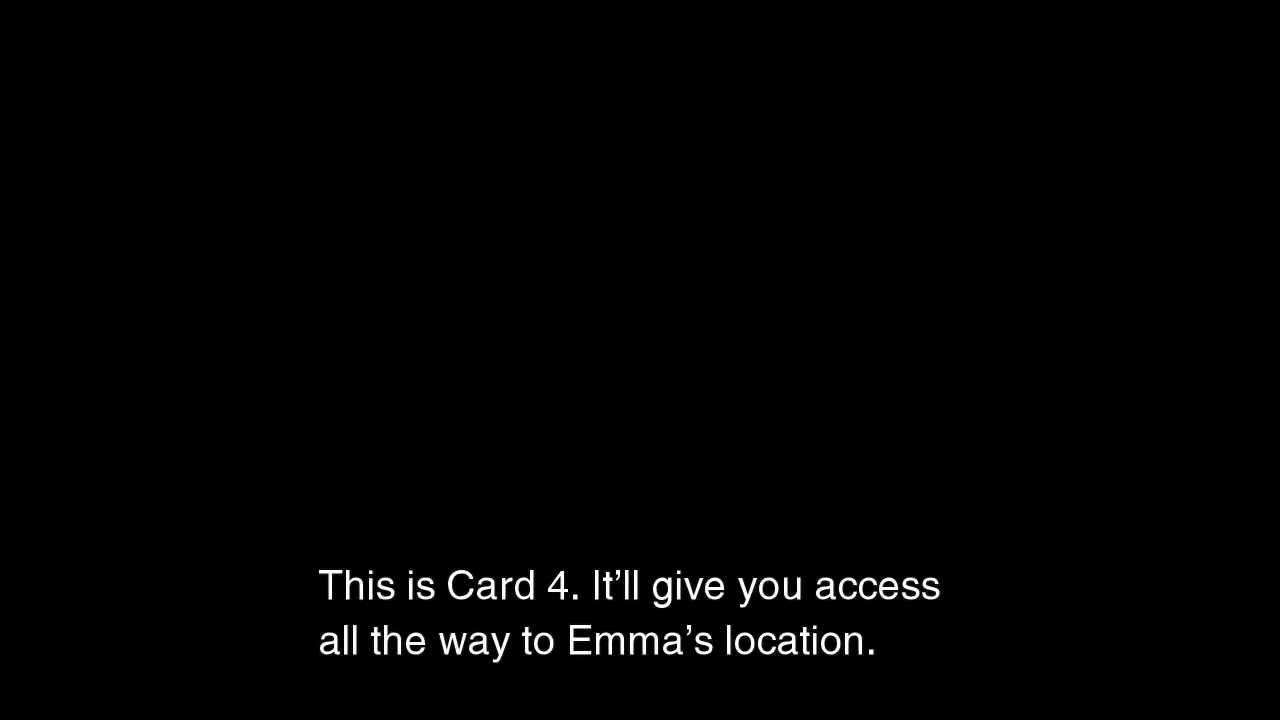 This is Card 4. It’ll give you access
all the way to Emma’s location.